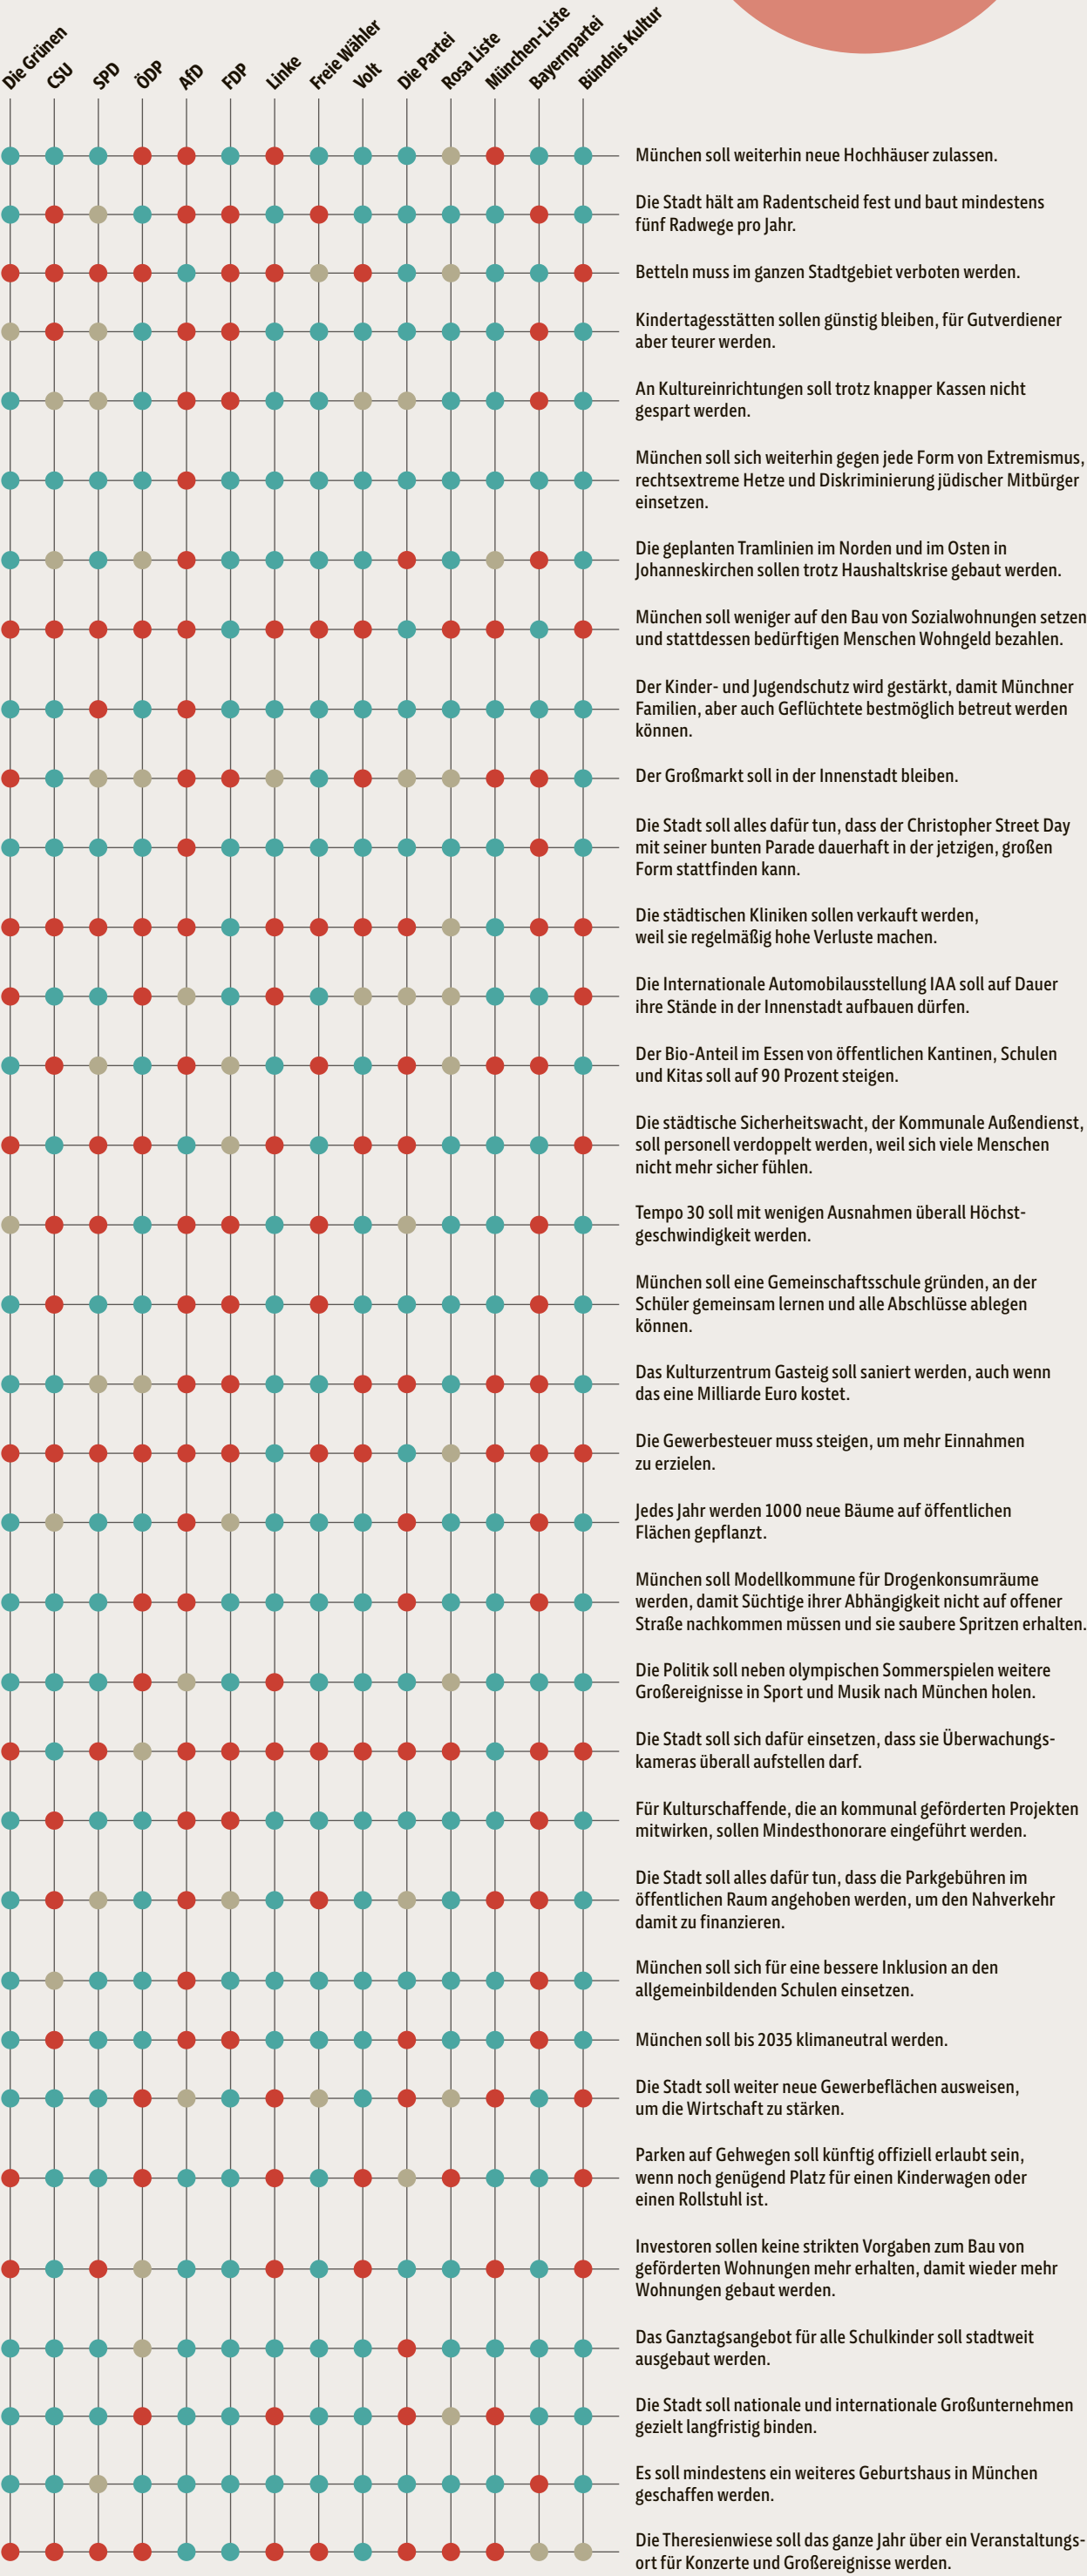 Die Grünen
CSU
SPD
ÖDP
AfD
FDP
Linke
Freie Wähler
Volt
Die Partei
Rosa Liste
München-Liste
Bayernpartei
Bündnis Kultur
München soll weiterhin neue Hochhäuser zulassen.
Die Stadt hält am Radentscheid fest und baut mindestens
fünf Radwege pro Jahr.
Betteln muss im ganzen Stadtgebiet verboten werden.
Kindertagesstätten sollen günstig bleiben, für Gutverdiener
aber teurer werden.
An Kultureinrichtungen soll trotz knapper Kassen nicht
gespart werden.
München soll sich weiterhin gegen jede Form von Extremismus,
rechtsextreme Hetze und Diskriminierung jüdischer Mitbürger
einsetzen.
Die geplanten Tramlinien im Norden und im Osten in
Johanneskirchen sollen trotz Haushaltskrise gebaut werden.
München soll weniger auf den Bau von Sozialwohnungen setzen
und stattdessen bedürftigen Menschen Wohngeld bezahlen.
Der Kinder- und Jugendschutz wird gestärkt, damit Münchner
Familien, aber auch Geflüchtete bestmöglich betreut werden
können.
Der Großmarkt soll in der Innenstadt bleiben.
Die Stadt soll alles dafür tun, dass der Christopher Street Day
mit seiner bunten Parade dauerhaft in der jetzigen, großen
Form stattfinden kann.
Die städtischen Kliniken sollen verkauft werden,
weil sie regelmäßig hohe Verluste machen.
Die Internationale Automobilausstellung IAA soll auf Dauer
ihre Stände in der Innenstadt aufbauen dürfen.
Der Bio-Anteil im Essen von öffentlichen Kantinen, Schulen
und Kitas soll auf 90 Prozent steigen.
Die städtische Sicherheitswacht, der Kommunale Außendienst,
soll personell verdoppelt werden, weil sich viele Menschen
nicht mehr sicher fühlen.
Tempo 30 soll mit wenigen Ausnahmen überall Höchst-
geschwindigkeit werden.
München soll eine Gemeinschaftsschule gründen, an der
Schüler gemeinsam lernen und alle Abschlüsse ablegen
können.
Das Kulturzentrum Gasteig soll saniert werden, auch wenn
das eine Milliarde Euro kostet.
Die Gewerbesteuer muss steigen, um mehr Einnahmen
zu erzielen.
Jedes Jahr werden 1000 neue Bäume auf öffentlichen
Flächen gepflanzt.
München soll Modellkommune für Drogenkonsumräume
werden, damit Süchtige ihrer Abhängigkeit nicht auf offener
Straße nachkommen müssen und sie saubere Spritzen erhalten.
Die Politik soll neben olympischen Sommerspielen weitere
Großereignisse in Sport und Musik nach München holen.
Die Stadt soll sich dafür einsetzen, dass sie Überwachungs-
kameras überall aufstellen darf.
Für Kulturschaffende, die an kommunal geförderten Projekten
mitwirken, sollen Mindesthonorare eingeführt werden.
Die Stadt soll alles dafür tun, dass die Parkgebühren im
öffentlichen Raum angehoben werden, um den Nahverkehr
damit zu finanzieren.
München soll sich für eine bessere Inklusion an den
allgemeinbildenden Schulen einsetzen.
München soll bis 2035 klimaneutral werden.
Die Stadt soll weiter neue Gewerbeflächen ausweisen,
um die Wirtschaft zu stärken.
Parken auf Gehwegen soll künftig offiziell erlaubt sein,
wenn noch genügend Platz für einen Kinderwagen oder
einen Rollstuhl ist.
Investoren sollen keine strikten Vorgaben zum Bau von
geförderten Wohnungen mehr erhalten, damit wieder mehr
Wohnungen gebaut werden.
Das Ganztagsangebot für alle Schulkinder soll stadtweit
ausgebaut werden.
Die Stadt soll nationale und internationale Großunternehmen
gezielt langfristig binden.
Es soll mindestens ein weiteres Geburtshaus in München
geschaffen werden.
Die Theresienwiese soll das ganze Jahr über ein Veranstaltungs-
ort für Konzerte und Großereignisse werden.